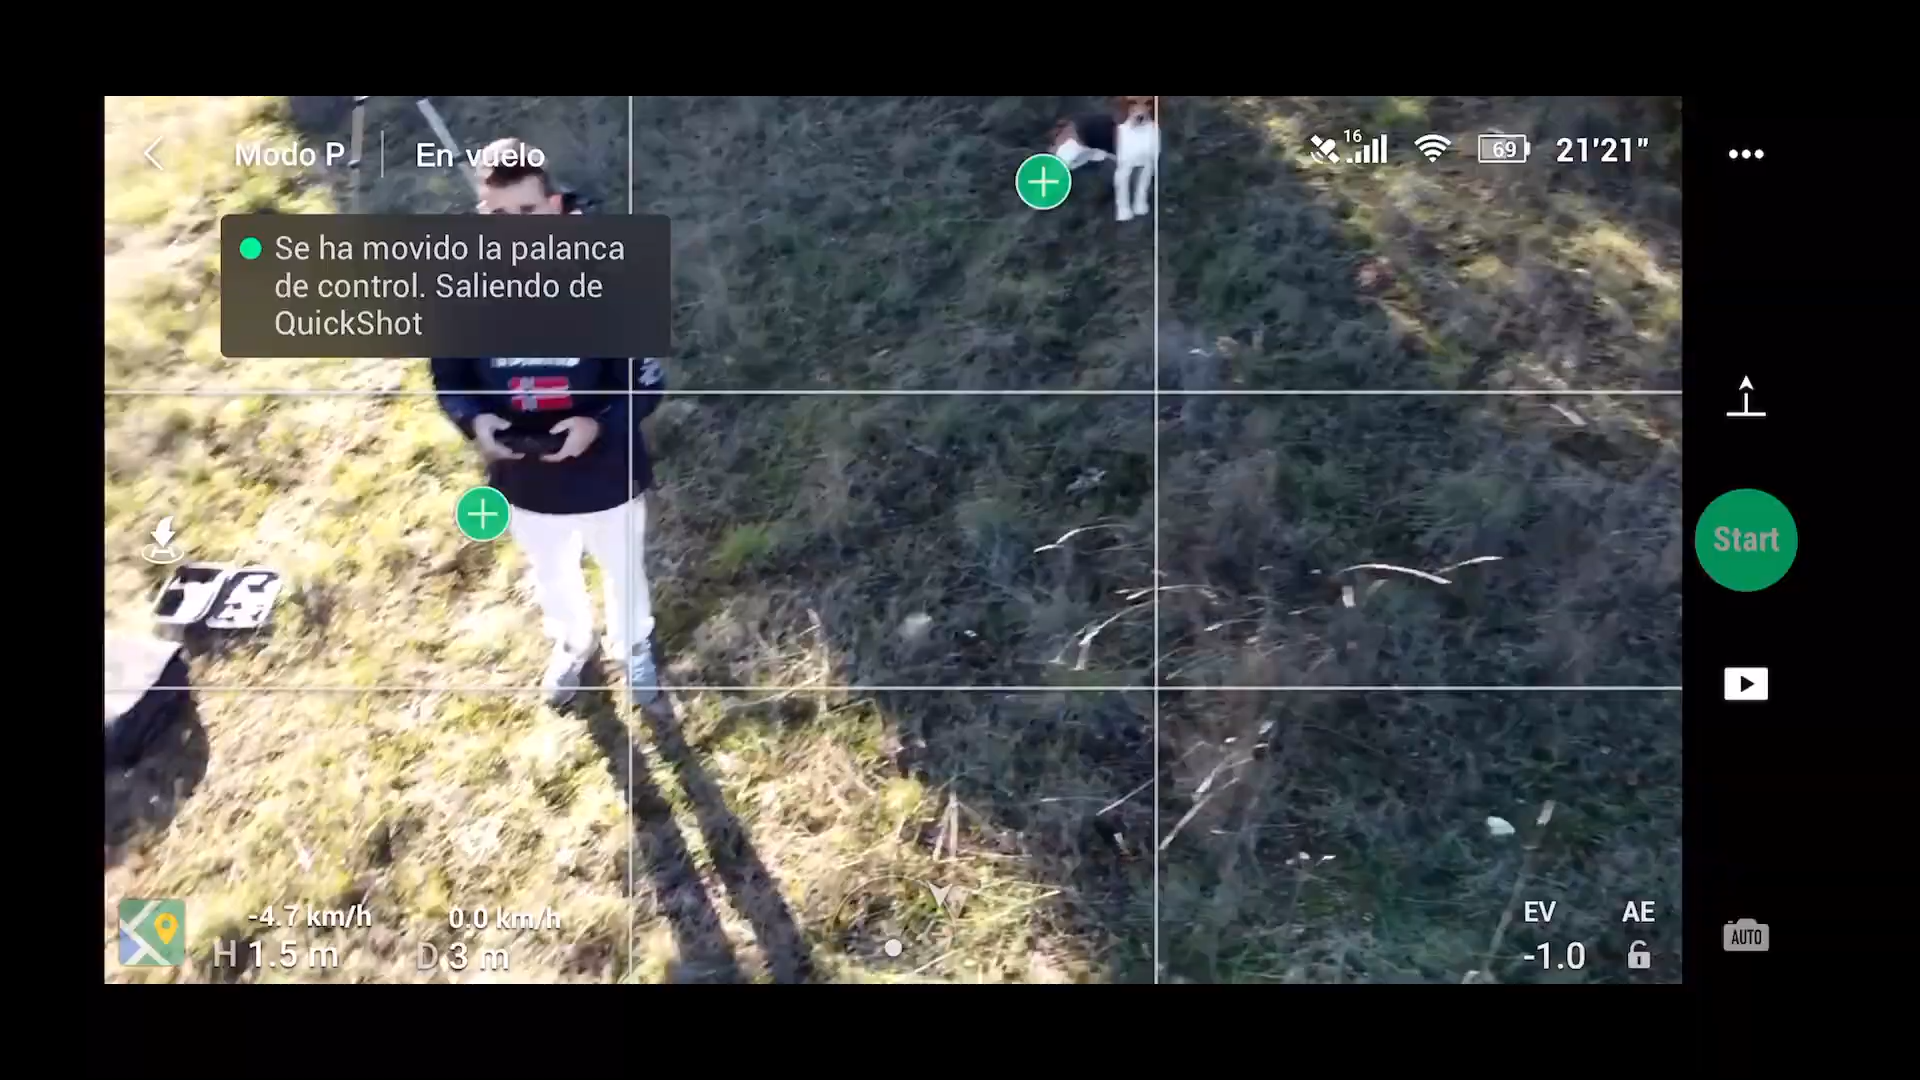 Modo P
En vuelo
16
69
21'21"
Se ha movido la palanca
de control. Saliendo de
QuickShot
Start
-4.7 km/h
0.0 km/h
H 1.5 m
D 3 m
EV
AE
-1.0
AUTO